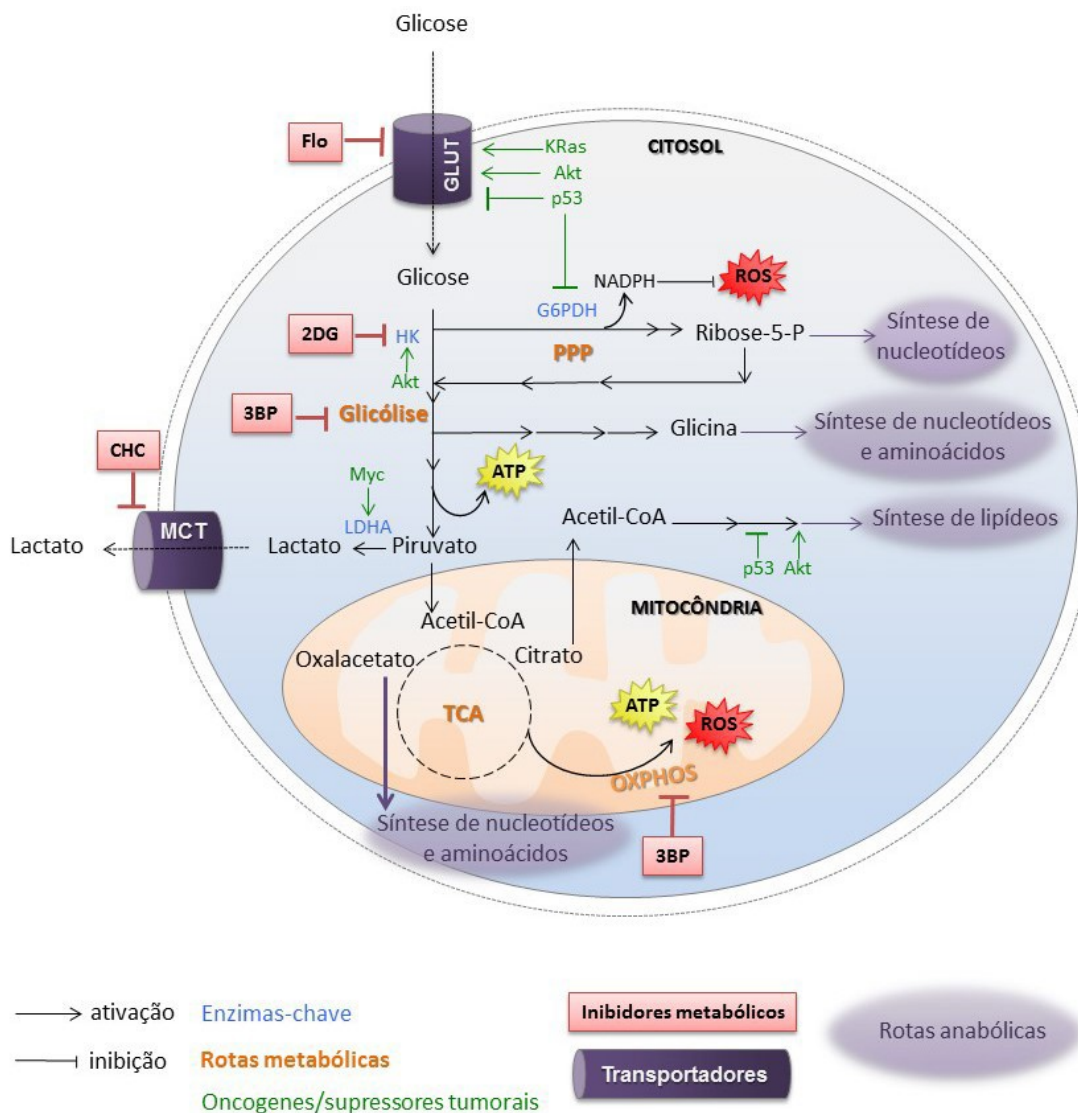 Glicose
Flo
GLUT
KRas
Akt
p53
CITOSOL
Glicose
NADPH
ROS
G6PDH
2DG
HK
Akt
PPP
Ribose-5-P
Síntese de
nucleotídeos
3BP
Glicólise
Glicina
Síntese de nucleotídeos
e aminoácidos
CHC
ATP
Myc
LDHA
MCT
Lactato
Lactato
Piruvato
Acetil-CoA
Síntese de lipídeos
p53
Akt
MITOCÔNDRIA
Acetil-CoA
Oxalacetato
Citrato
TCA
ATP
ROS
OXPHOS
Síntese de nucleotídeos
e aminoácidos
3BP
ativação
Enzimas-chave
Inibidores metabólicos
Rotas anabólicas
inibição
Rotas metabólicas
Transportadores
Oncogenes/supressores tumorais